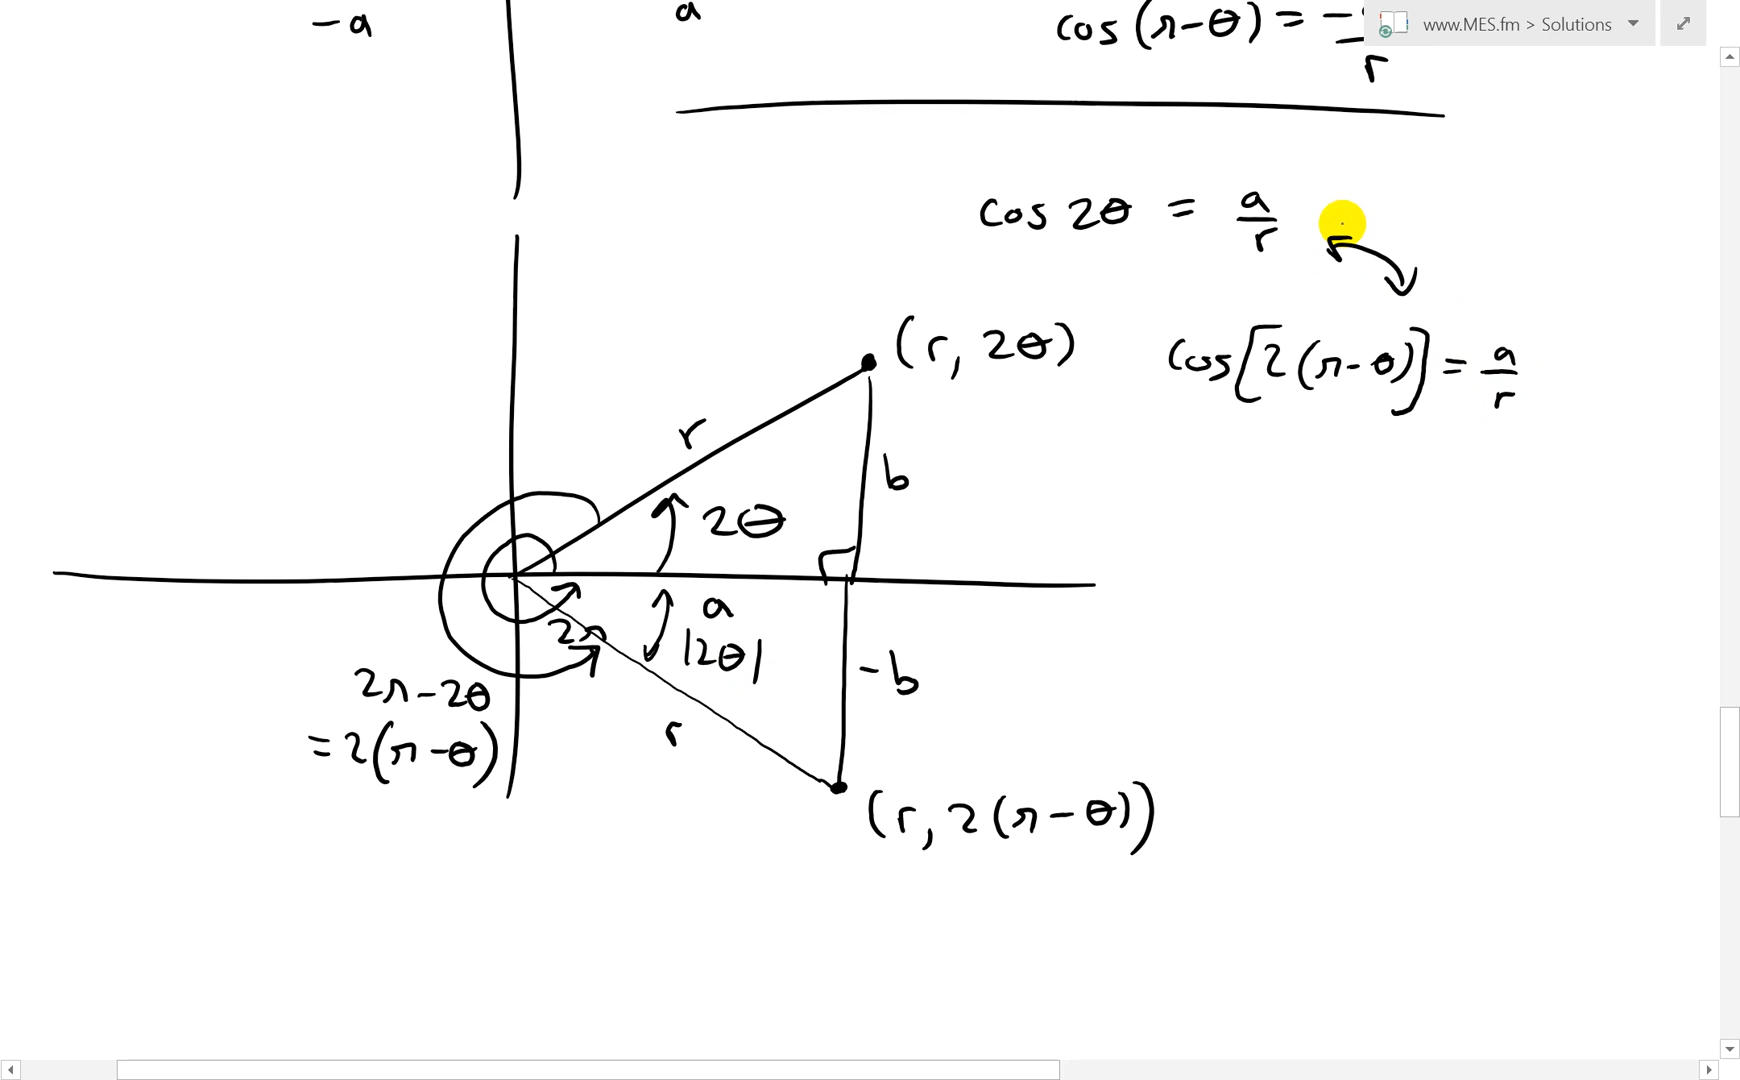 -a
a
cos (π-θ) = -
r
www.MES.fm > Solutions
cos 2θ = a/r
(r, 2θ)
cos[2(π-θ)] = a/r
r
b
2θ
a
2π
|2θ|
-b
2π-2θ
= 2(π-θ)
r
(r, 2(π-θ))